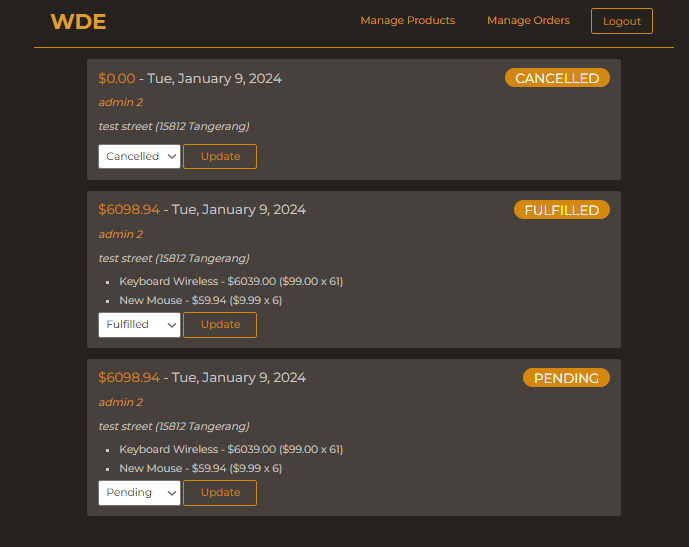 WDE
Manage Products
Manage Orders
Logout
$0.00 - Tue, January 9, 2024
CANCELLED
admin 2
test street (15812 Tangerang)
Cancelled
Update
$6098.94 - Tue, January 9, 2024
FULFILLED
admin 2
test street (15812 Tangerang)
Keyboard Wireless - $6039.00 ($99.00 x 61)
New Mouse - $59.94 ($9.99 x 6)
Fulfilled
Update
$6098.94 - Tue, January 9, 2024
PENDING
admin 2
test street (15812 Tangerang)
Keyboard Wireless - $6039.00 ($99.00 x 61)
New Mouse - $59.94 ($9.99 x 6)
Pending
Update